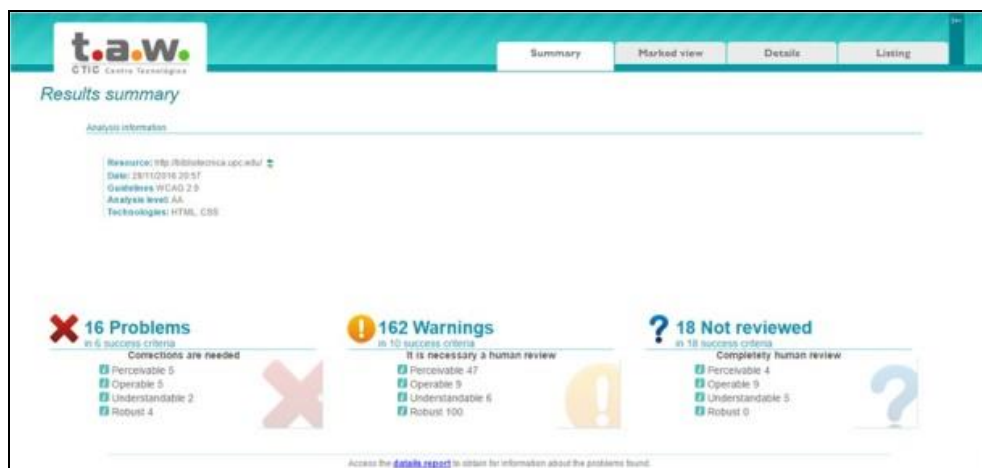 t.a.w.
CTIC Centro Tecnológico
Summary
Marked view
Details
Listing
Results summary
Analysis information
Resource: http://bibliotecnica.upc.edu/
Date: 28/11/2016 20:57
Guidelines WCAG 2.0
Analysis level: AA
Technologies: HTML, CSS
16 Problems
in 6 success criteria
Corrections are needed
Perceivable 5
Operable 5
Understandable 2
Robust 4
162 Warnings
in 10 success criteria
It is necessary a human review
Perceivable 47
Operable 9
Understandable 6
Robust 100
18 Not reviewed
in 18 success criteria
Completely human review
Perceivable 4
Operable 9
Understandable 5
Robust 0
Access the datails report to obtain for information about the problems found.